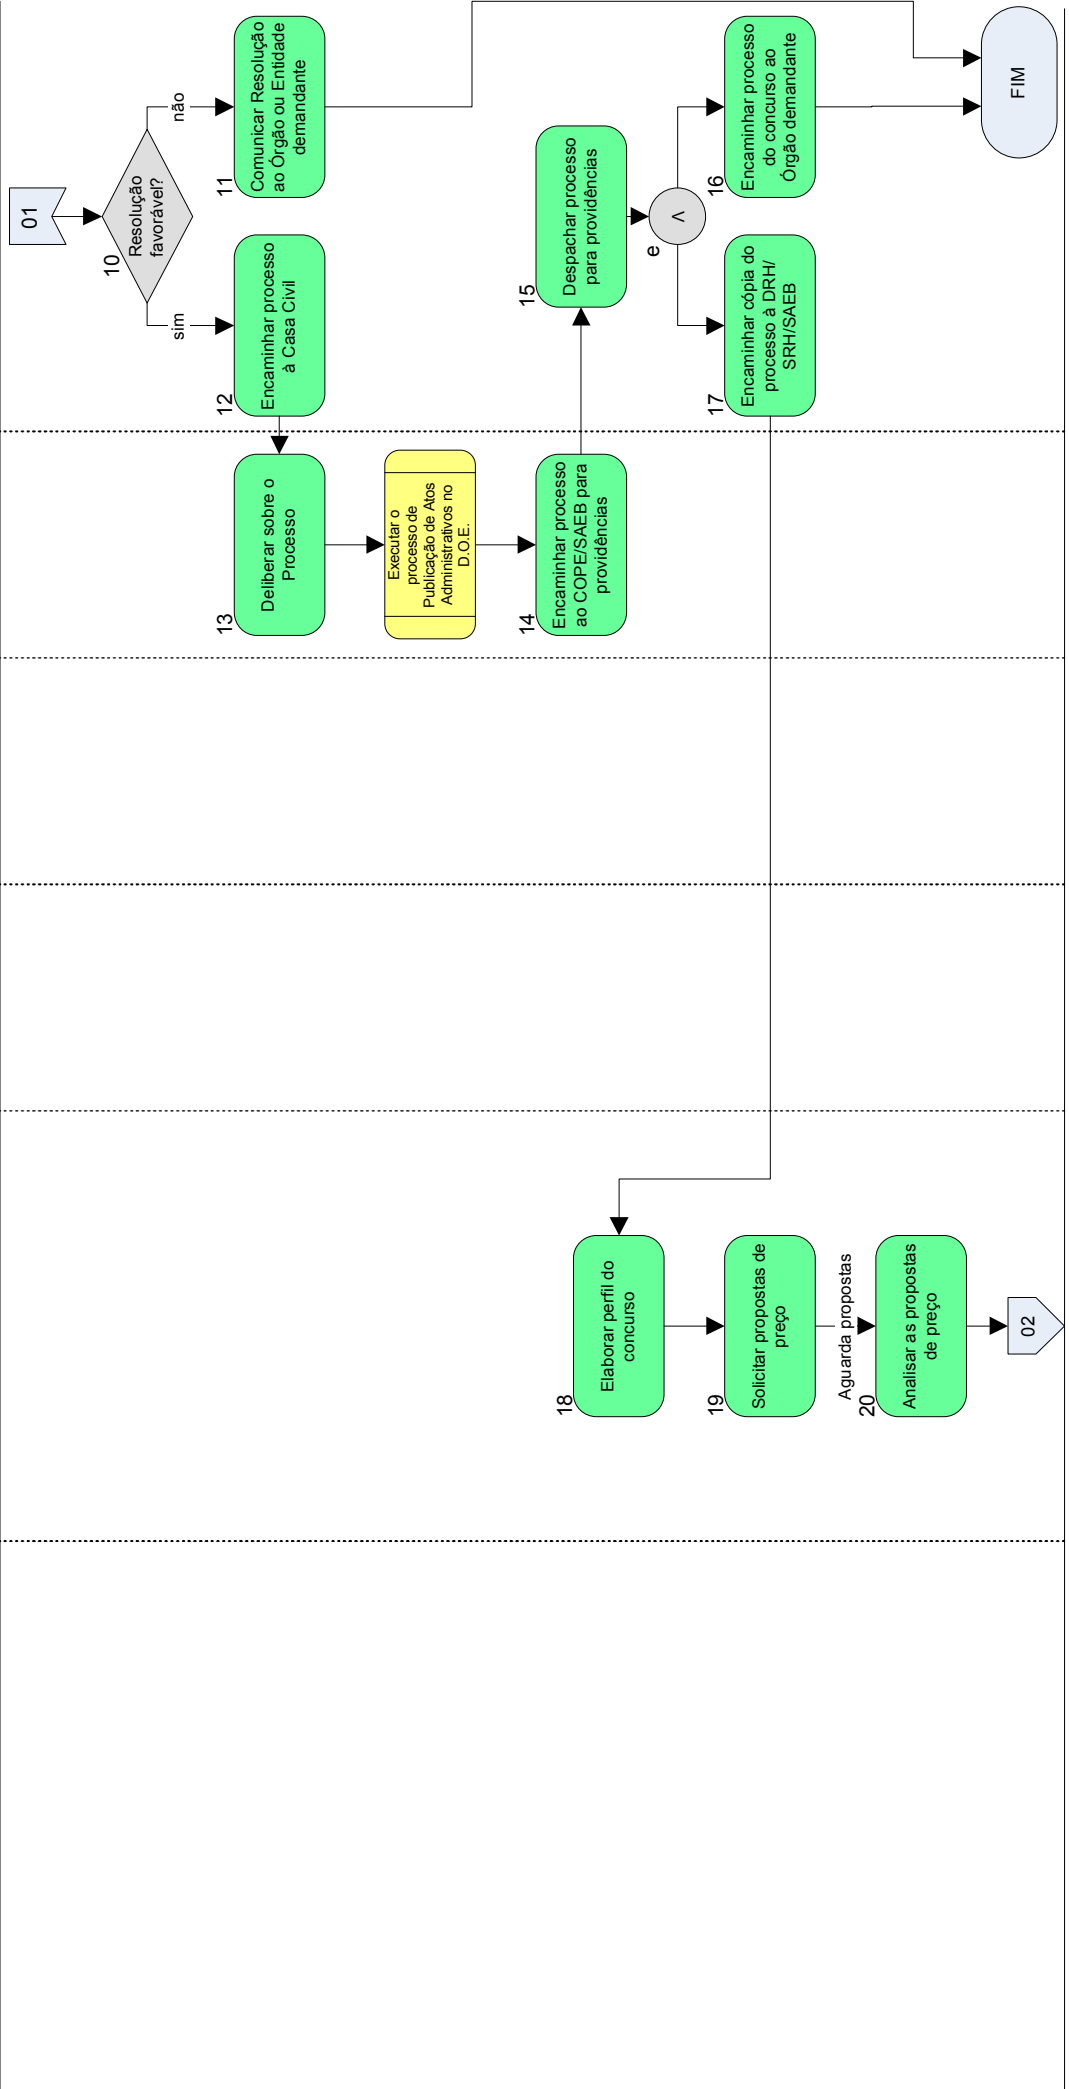 01
10
Resolução
favorável?
não
sim
11
Comunicar Resolução
ao Órgão ou Entidade
demandante
12
Encaminhar processo
à Casa Civil
13
Deliberar sobre o
Processo
Executar o
processo de
Publicação de Atos
Administrativos no
D.O.E.
14
Encaminhar processo
ao COPE/SAEB para
providências
15
Despachar processo
para providências
e
V
16
Encaminhar processo
do concurso ao
Órgão demandante
17
Encaminhar cópia do
processo à DRH/
SRH/SAEB
FIM
18
Elaborar perfil do
concurso
19
Solicitar propostas de
preço
Aguarda propostas
20
Analisar as propostas
de preço
02